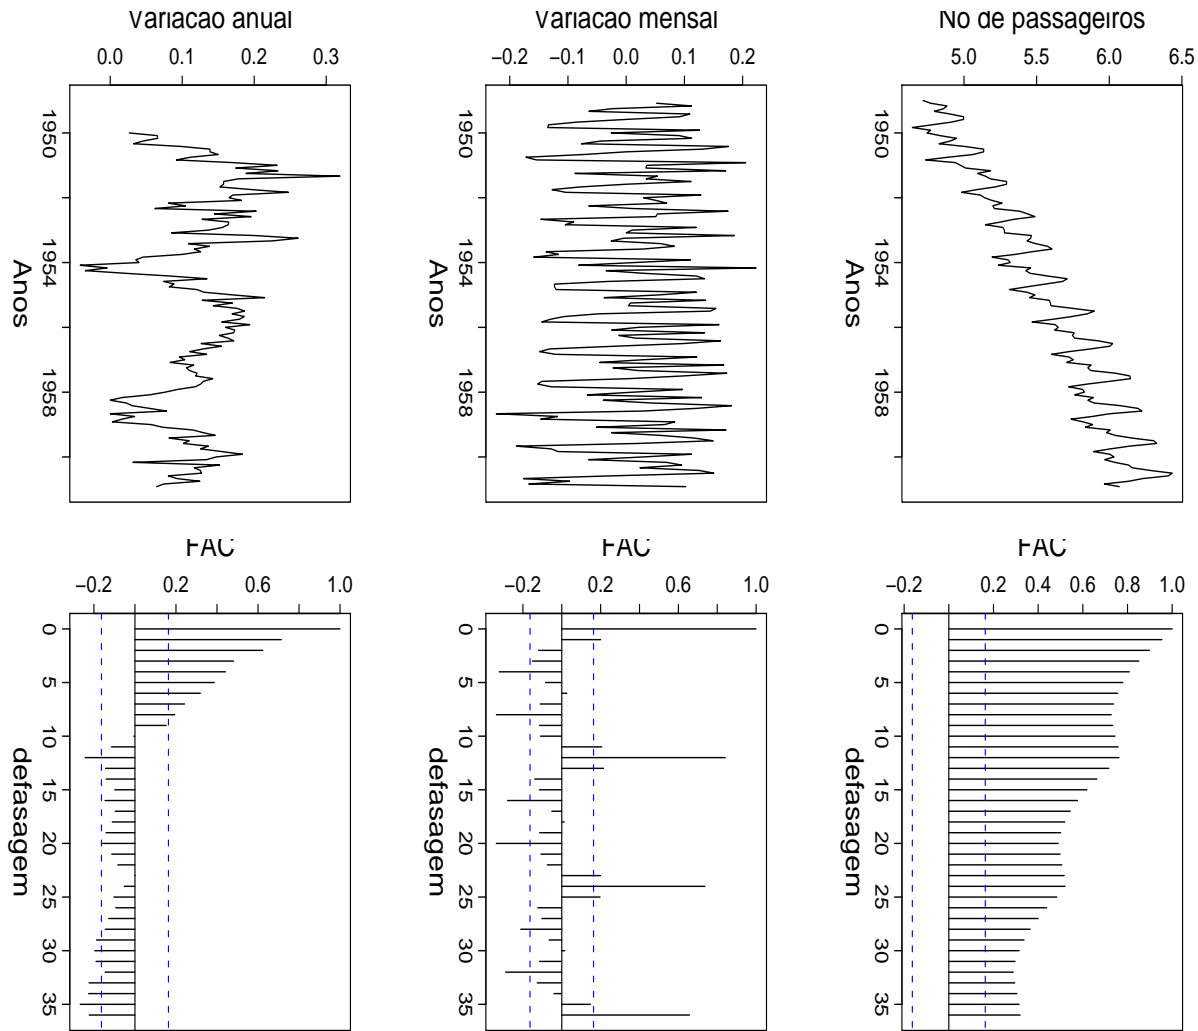 Variacao anual
0.0 0.1 0.2 0.3
1950 1954 1958
Anos
Variacao mensal
−0.2 −0.1 0.0 0.1 0.2
1950 1954 1958
Anos
No de passageiros
5.0 5.5 6.0 6.5
1950 1954 1958
Anos
FAC
−0.2 0.2 0.6 1.0
0 5 10 15 20 25 30 35
defasagem
FAC
−0.2 0.2 0.6 1.0
0 5 10 15 20 25 30 35
defasagem
FAC
−0.2 0.2 0.4 0.6 0.8 1.0
0 5 10 15 20 25 30 35
defasagem